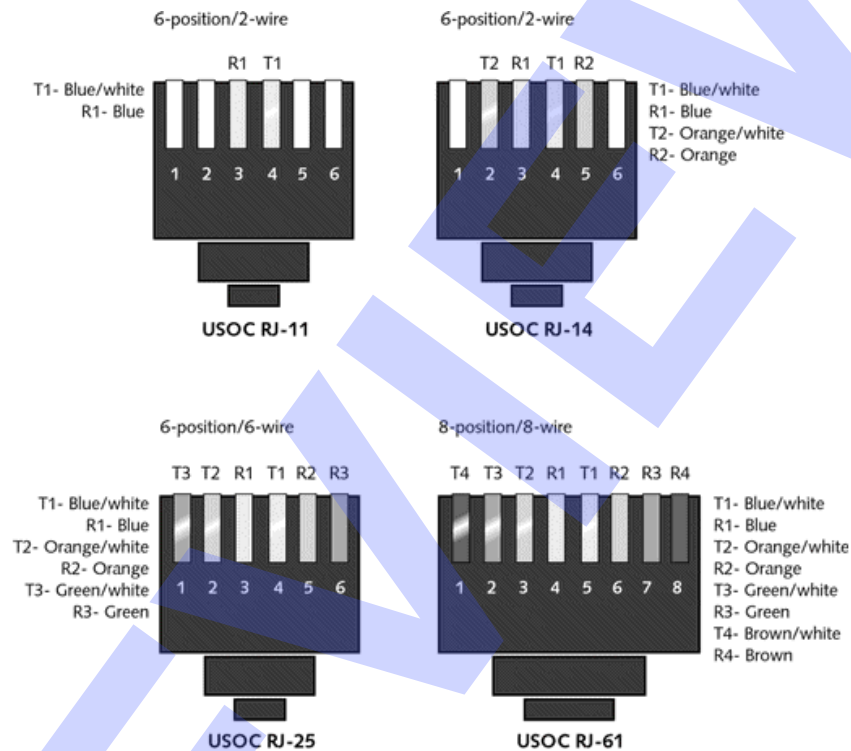 6-position/2-wire
R1 T1
T1- Blue/white
R1- Blue
1 2 3 4 5 6
USOC RJ-11
6-position/2-wire
T2 R1 T1 R2
T1- Blue/white
R1- Blue
T2- Orange/white
R2- Orange
1 2 3 4 5 6
USOC RJ-14
6-position/6-wire
T3 T2 R1 T1 R2 R3
T1- Blue/white
R1- Blue
T2- Orange/white
R2- Orange
T3- Green/white
R3- Green
1 2 3 4 5 6
USOC RJ-25
8-position/8-wire
T4 T3 T2 R1 T1 R2 R3 R4
T1- Blue/white
R1- Blue
T2- Orange/white
R2- Orange
T3- Green/white
R3- Green
T4- Brown/white
R4- Brown
1 2 3 4 5 6 7 8
USOC RJ-61